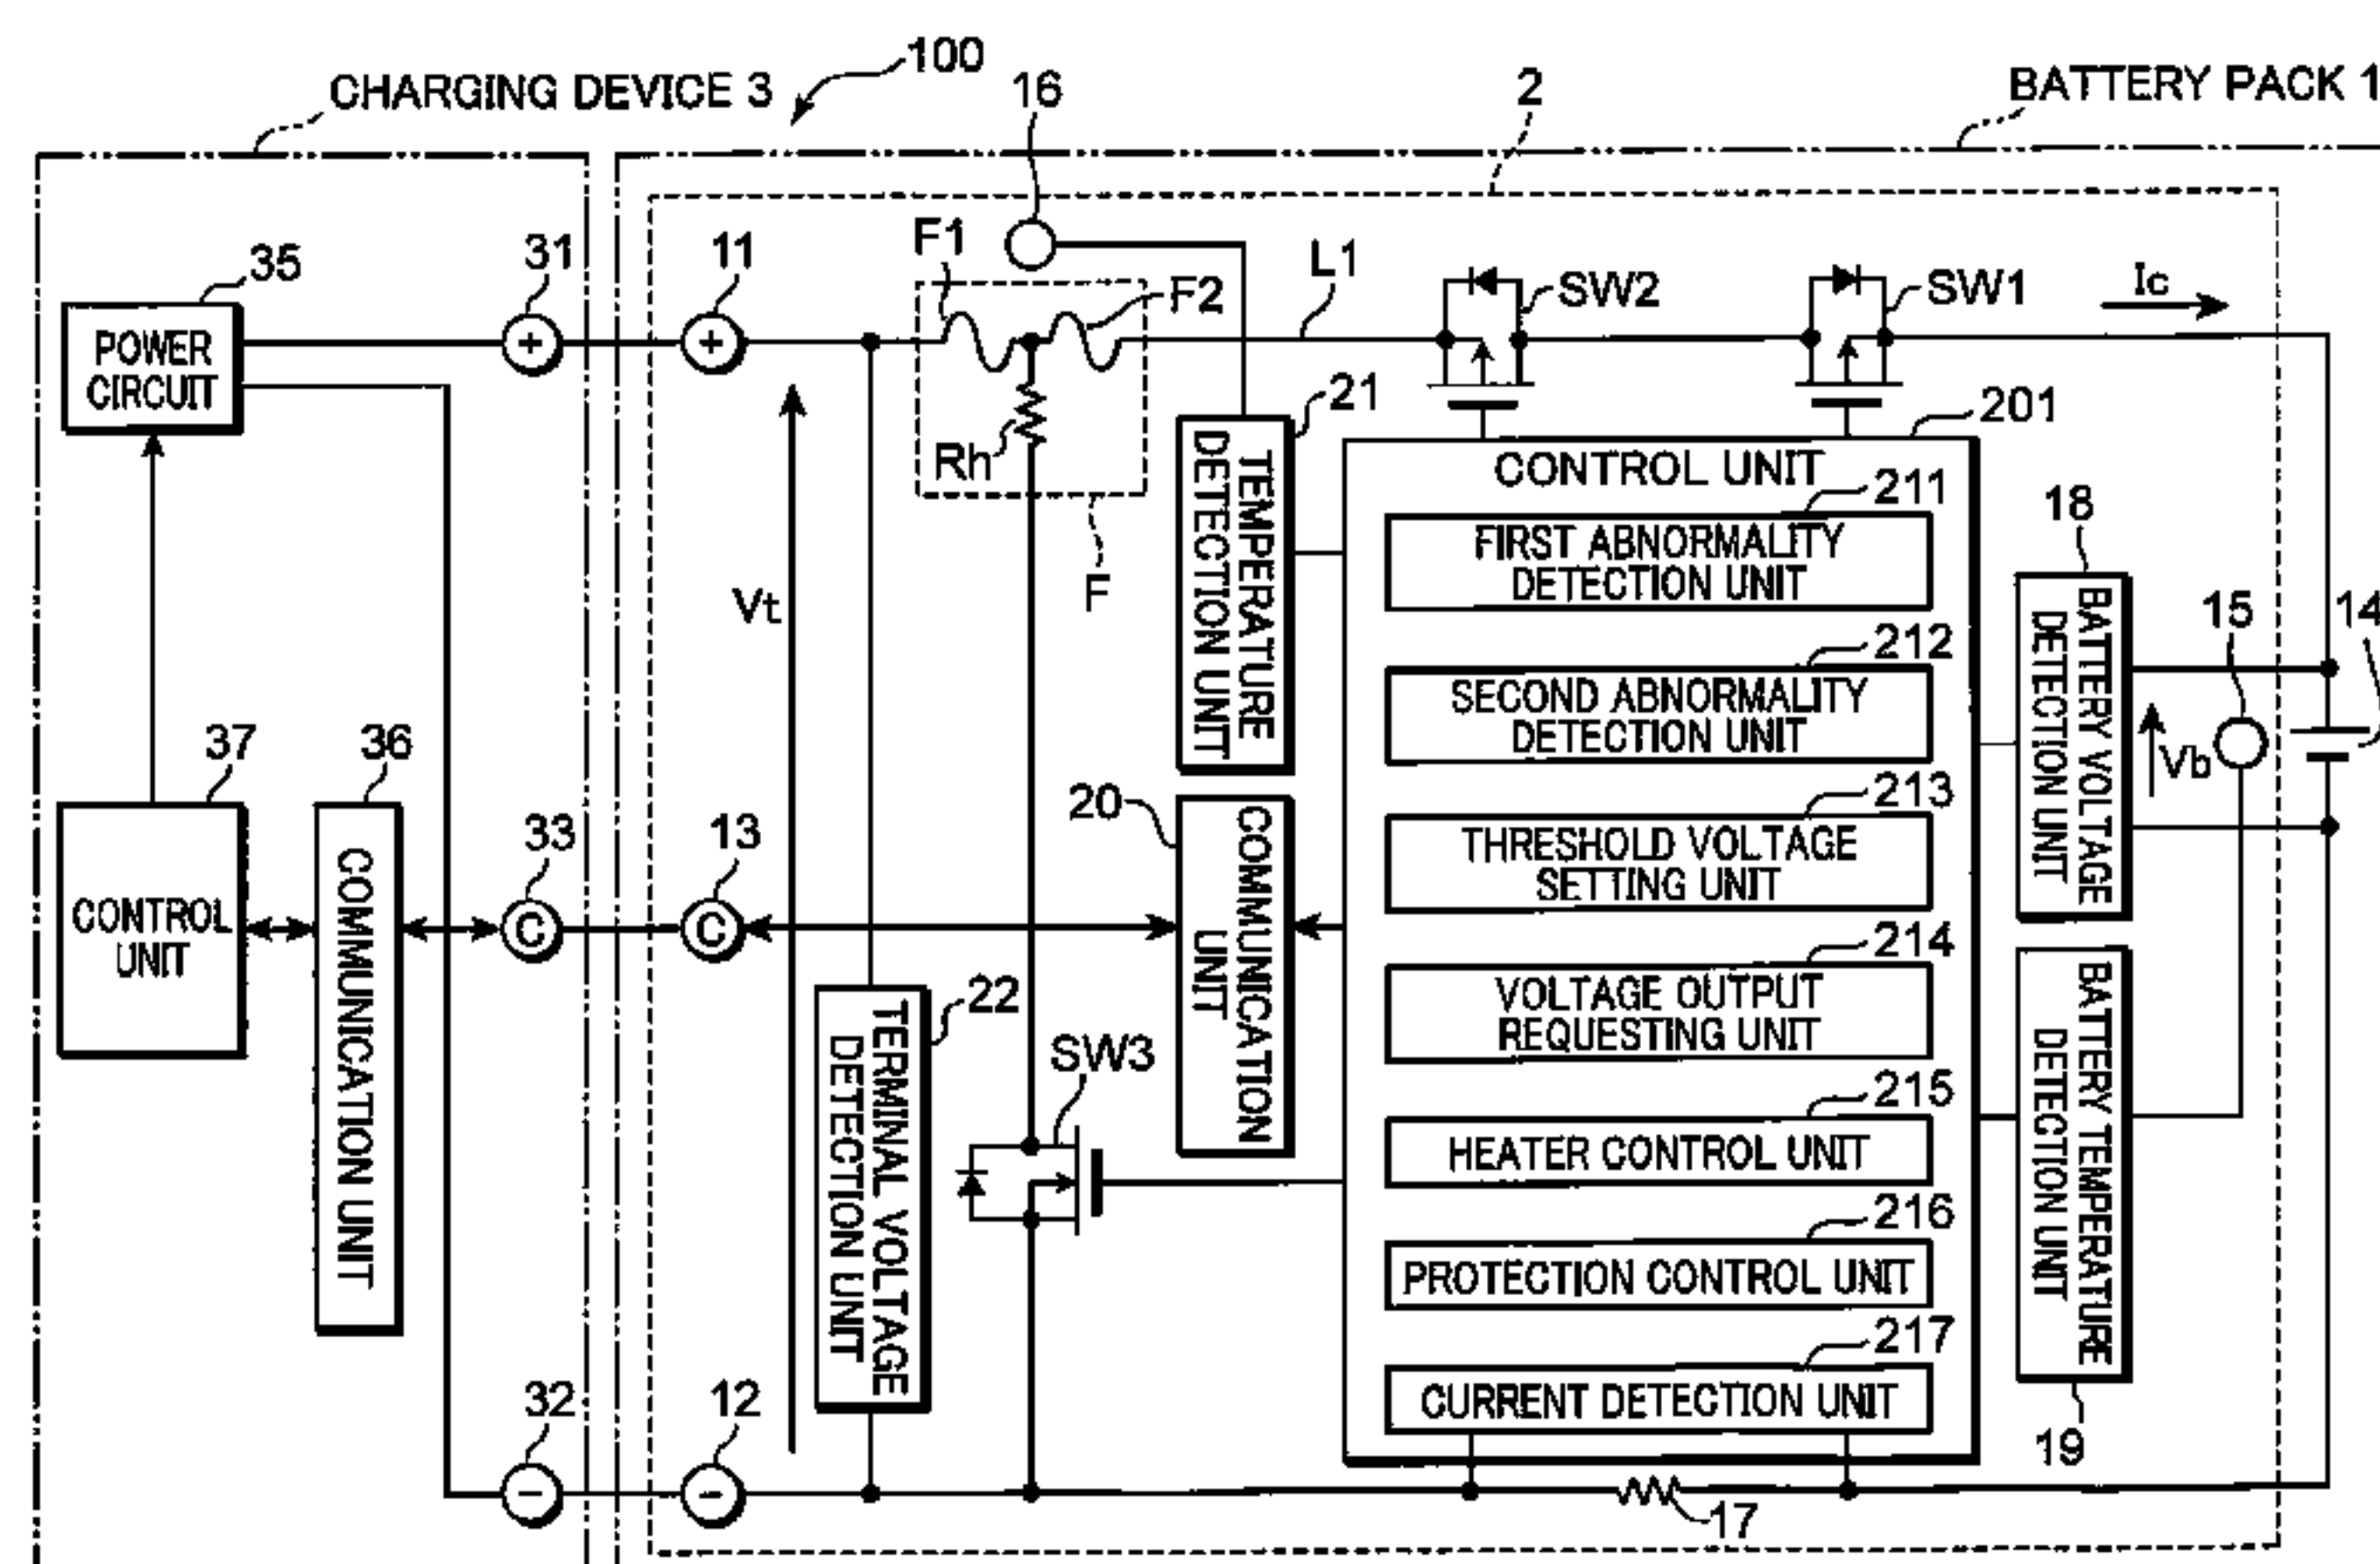 100
CHARGING DEVICE 3
16
2
BATTERY PACK 1
35
31
11
F1
F2
L1
SW2
SW1
Ic
POWER
CIRCUIT
+
+
Rh
21
TEMPERATURE
DETECTION UNIT
201
CONTROL UNIT
211
FIRST ABNORMALITY
DETECTION UNIT
F
Vt
18
BATTERY VOLTAGE
DETECTION UNIT
15
14
Vb
212
SECOND ABNORMALITY
DETECTION UNIT
37
36
33
13
20
CONTROL
UNIT
COMMUNICATION UNIT
C
C
COMMUNICATION
UNIT
213
THRESHOLD VOLTAGE
SETTING UNIT
214
VOLTAGE OUTPUT
REQUESTING UNIT
22
TERMINAL VOLTAGE
DETECTION UNIT
SW3
215
HEATER CONTROL UNIT
216
PROTECTION CONTROL UNIT
217
CURRENT DETECTION UNIT
BATTERY TEMPERATURE
DETECTION UNIT
19
32
12
-
-
17